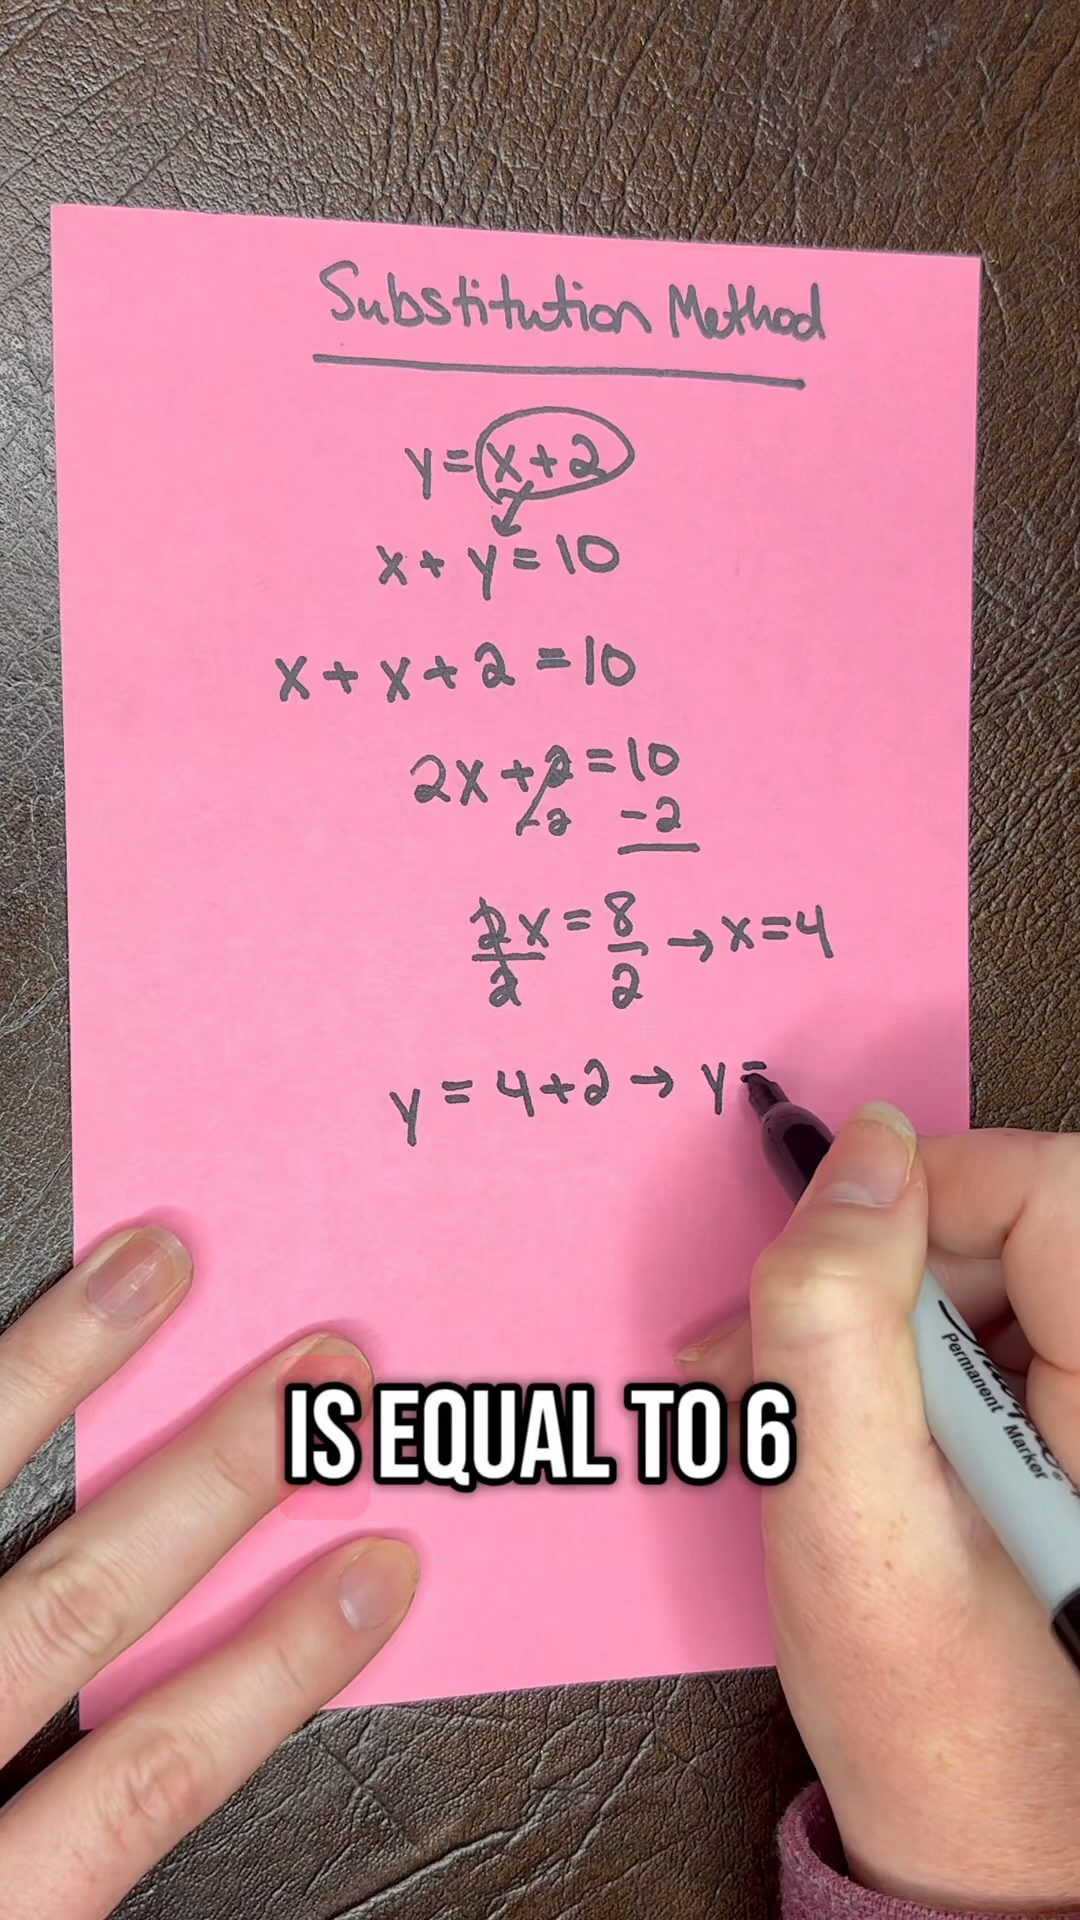 Substitution Method
y = x + 2
x + y = 10
x + x + 2 = 10
2x + 2 = 10
-2 -2
2x = 8 → x = 4
2 2
y = 4 + 2 → y =
Permanent Marker
IS EQUAL TO 6